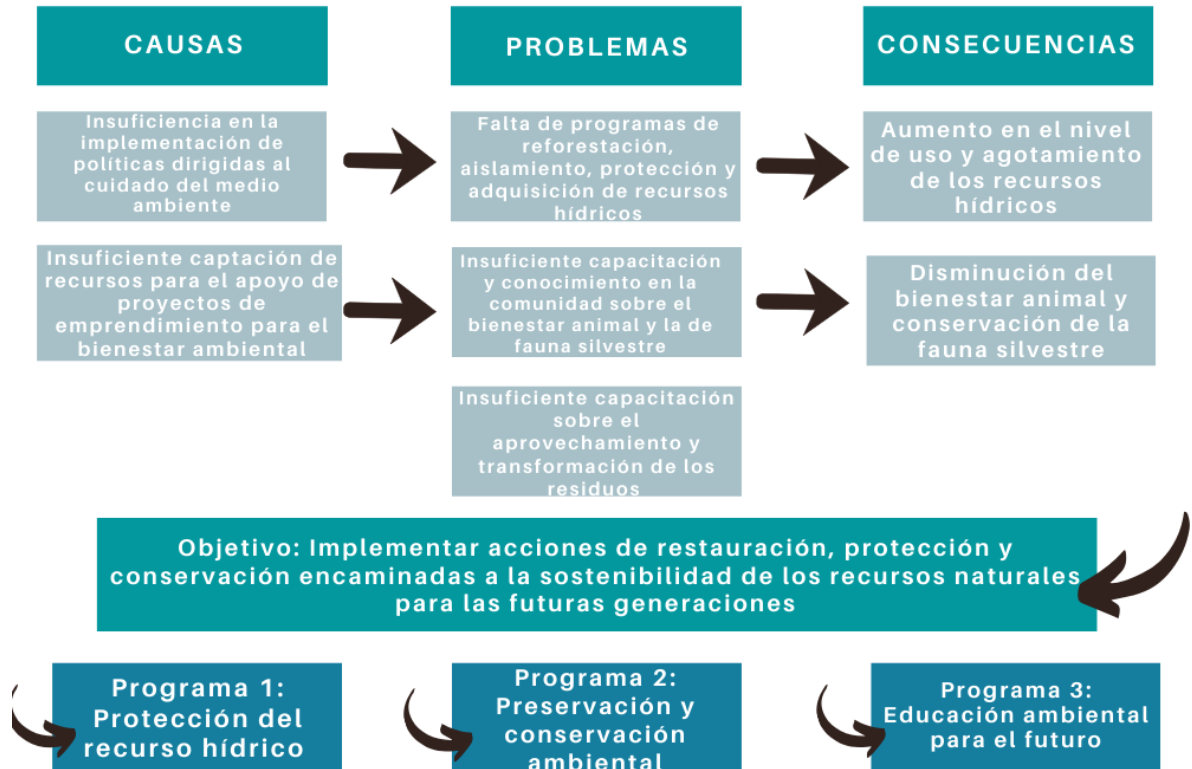 CAUSAS
PROBLEMAS
CONSECUENCIAS
Insuficiencia en la
implementación de
políticas dirigidas al
cuidado del medio
ambiente
Falta de programas de
reforestación,
aislamiento, protección y
adquisición de recursos
hídricos
Aumento en el nivel
de uso y agotamiento
de los recursos
hídricos
Insuficiente captación de
recursos para el apoyo de
proyectos de
emprendimiento para el
bienestar ambiental
Insuficiente capacitación
y conocimiento en la
comunidad sobre el
bienestar animal y la de
fauna silvestre
Disminución del
bienestar animal y
conservación de la
fauna silvestre
Insuficiente capacitación
sobre el
aprovechamiento y
transformación de los
residuos
Objetivo: Implementar acciones de restauración, protección y
conservación encaminadas a la sostenibilidad de los recursos naturales
para las futuras generaciones
Programa 1:
Protección del
recurso hídrico
Programa 2:
Preservación y
conservación
ambiental
Programa 3:
Educación ambiental
para el futuro